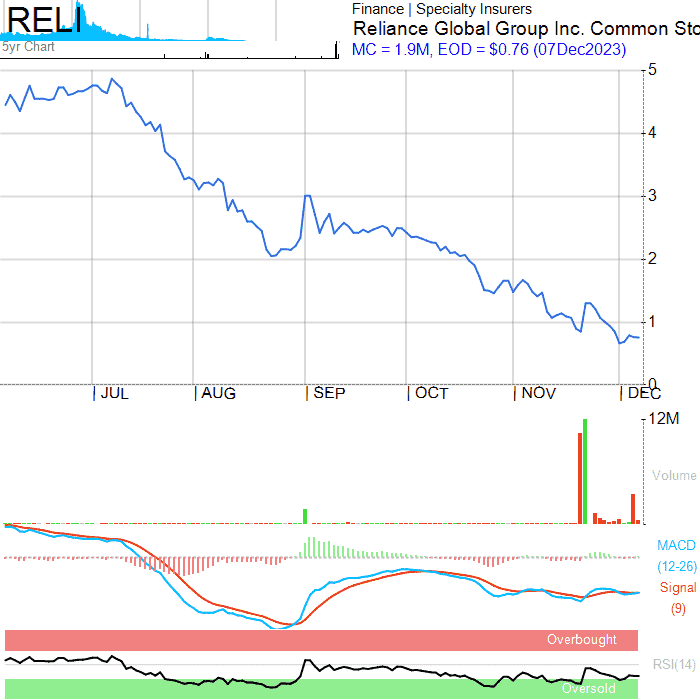 RELI
5yr Chart
Finance | Specialty Insurers
Reliance Global Group Inc. Common Sto
MC = 1.9M, EOD = $0.76 (07Dec2023)
5
4
3
2
1
0
JUL AUG SEP OCT NOV DEC
12M
Volume
MACD
(12-26)
Signal
(9)
Overbought
RSI(14)
Oversold